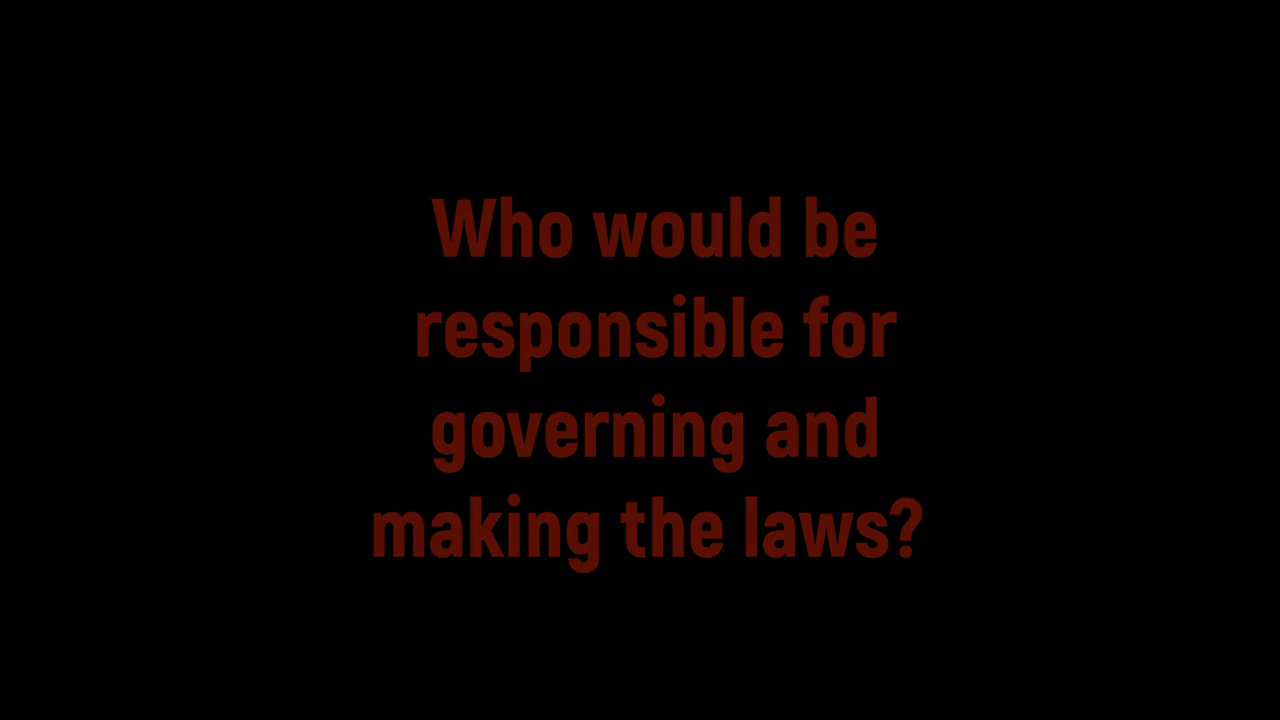 Who would be
responsible for
governing and
making the laws?